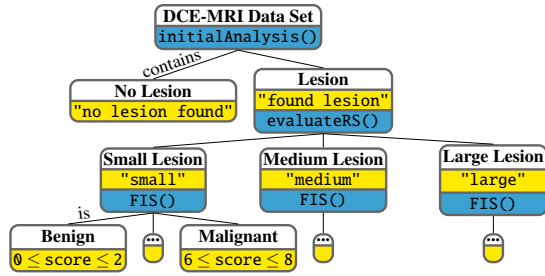 DCE-MRI Data Set
initialAnalysis()
contains
No Lesion
"no lesion found"
Lesion
"found lesion"
evaluateRS()
Small Lesion
"small"
FIS()
Medium Lesion
"medium"
FIS()
Large Lesion
"large"
FIS()
is
Benign
0 ≤ score ≤ 2
Malignant
6 ≤ score ≤ 8